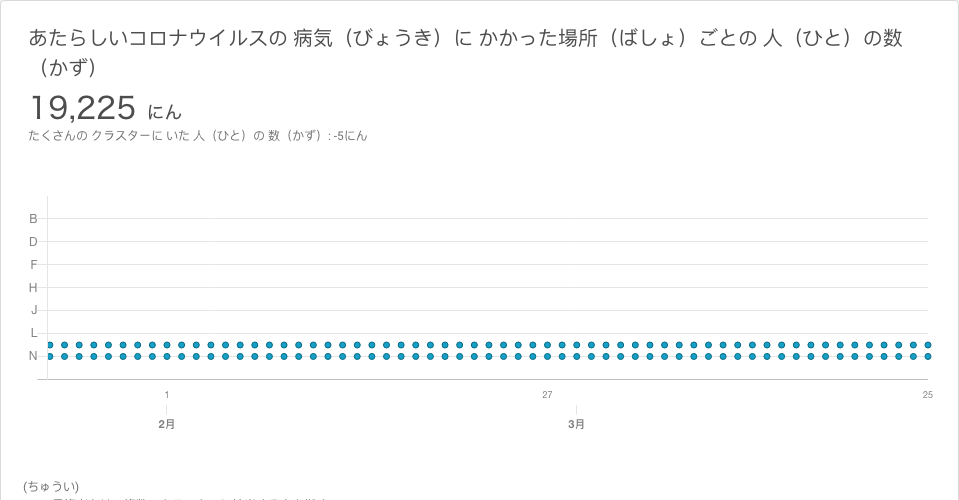 あたらしいコロナウイルスの 病気（びょうき）に かかった場所（ばしょ）ごとの 人（ひと）の数
（かず）
19,225 にん
たくさんの クラスターに いた 人（ひと）の 数（かず）: -5にん
B
D
F
H
J
L
N
1
27
25
2月
3月
(ちゅうい)